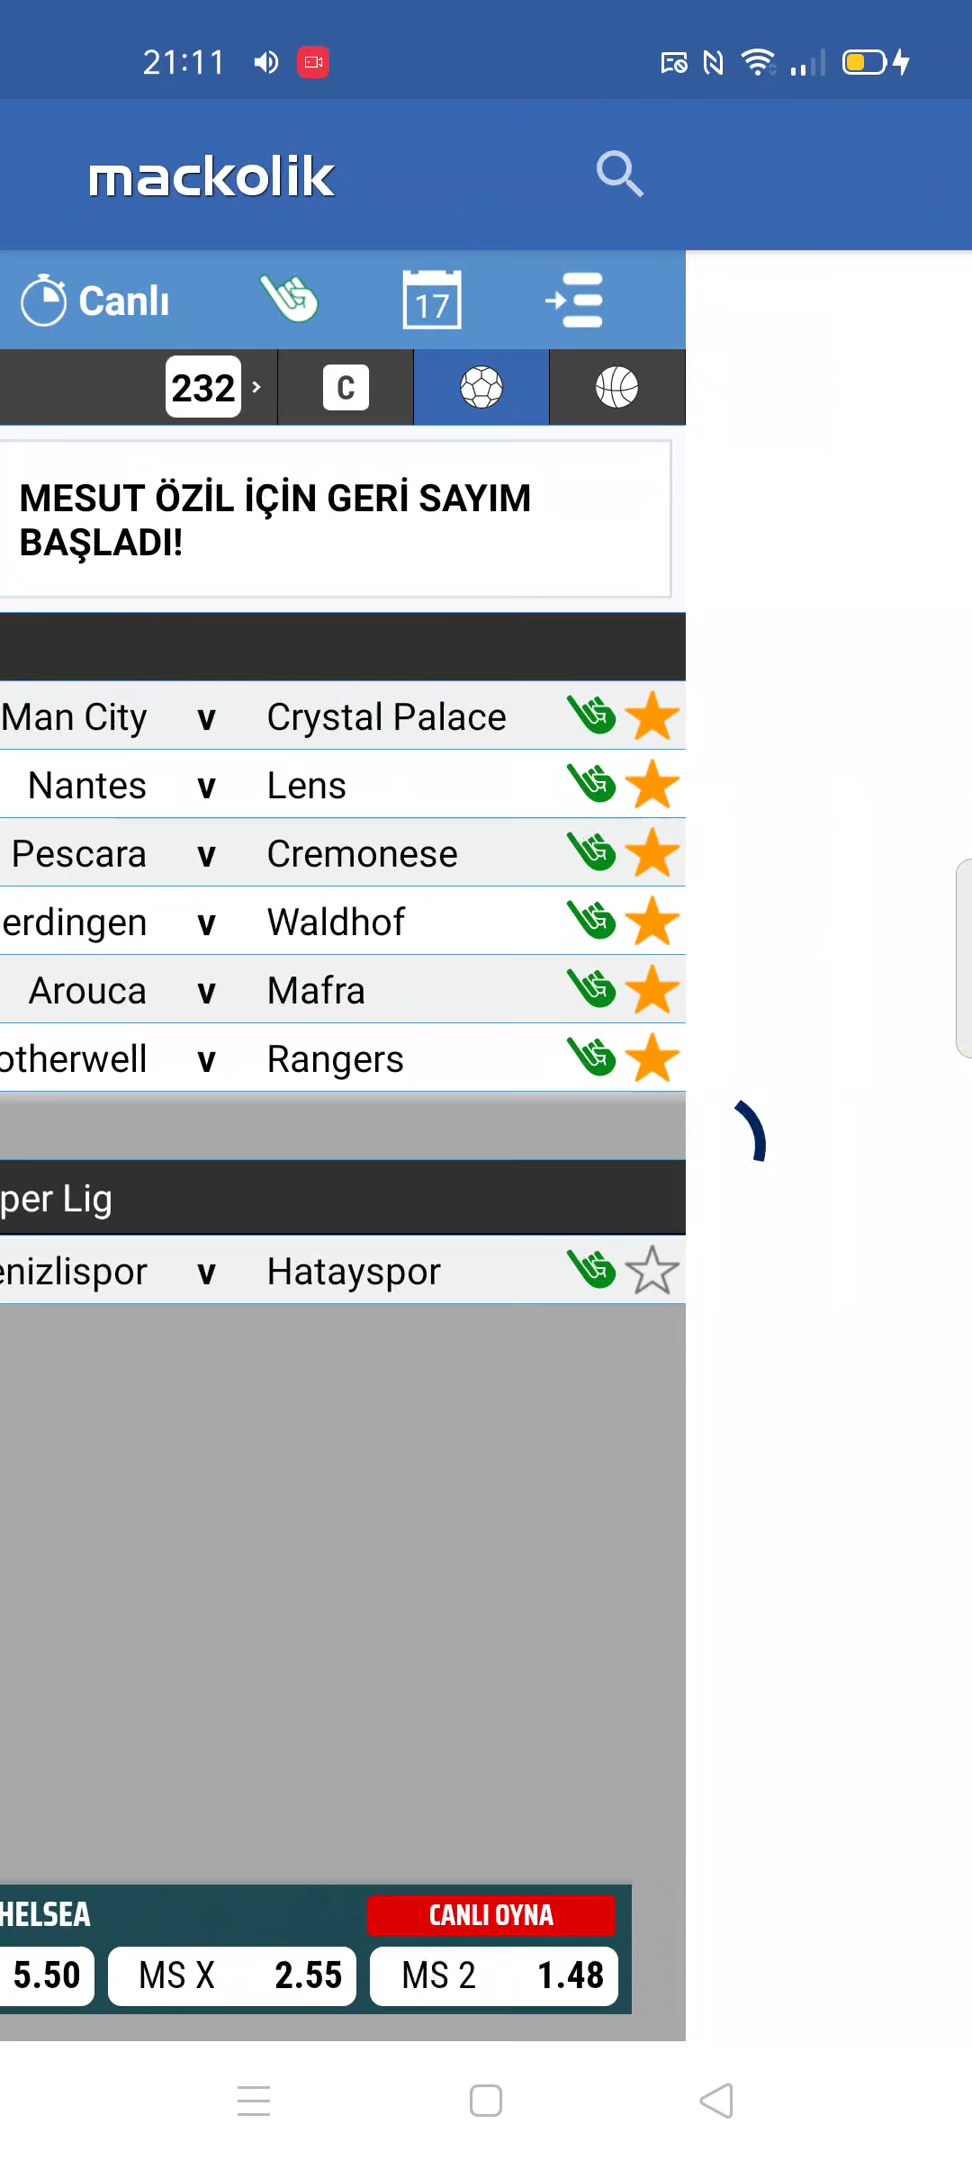 21:11
mackolik
Canlı 17
232 C
MESUT ÖZİL İÇİN GERİ SAYIM
BAŞLADI!
Man City v Crystal Palace
Nantes v Lens
Pescara v Cremonese
erdingen v Waldhof
Arouca v Mafra
otherwell v Rangers
per Lig
enizlispor v Hatayspor
HELSEA CANLI OYNA
5.50 MS X 2.55 MS 2 1.48